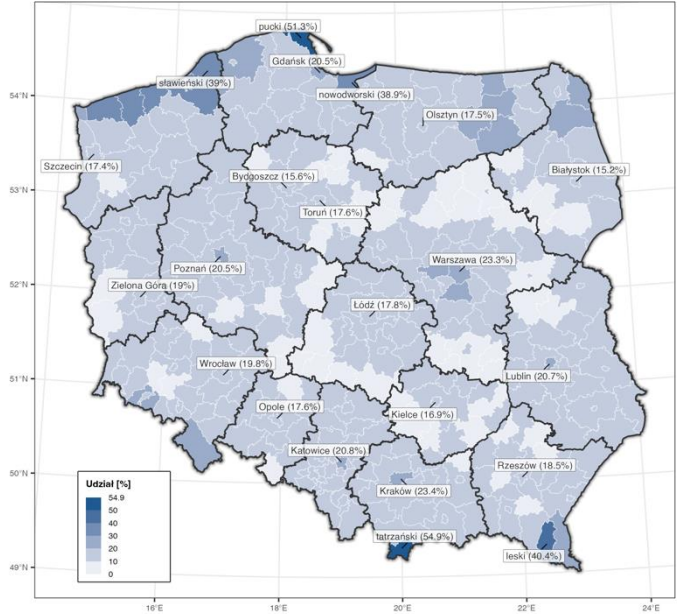 pucki (51.3%)
Gdańsk (20.5%)
sławieński (39%)
54°N
nowodworski (38.9%)
Olsztyn (17.5%)
Szczecin (17.4%)
Białystok (15.2%)
Bydgoszcz (15.6%)
53°N
Toruń (17.6%)
Warszawa (23.3%)
Poznań (20.5%)
52°N
Zielona Góra (19%)
Łódź (17.8%)
Wrocław (19.8%)
Lublin (20.7%)
51°N
Opole (17.6%)
Kielce (16.9%)
Katowice (20.8%)
Rzeszów (18.5%)
50°N
Udział [%]
54.9
50
40
30
20
10
0
Kraków (23.4%)
tatrzański (54.9%)
leski (40.4%)
49°N
16°E
18°E
20°E
22°E
24°E